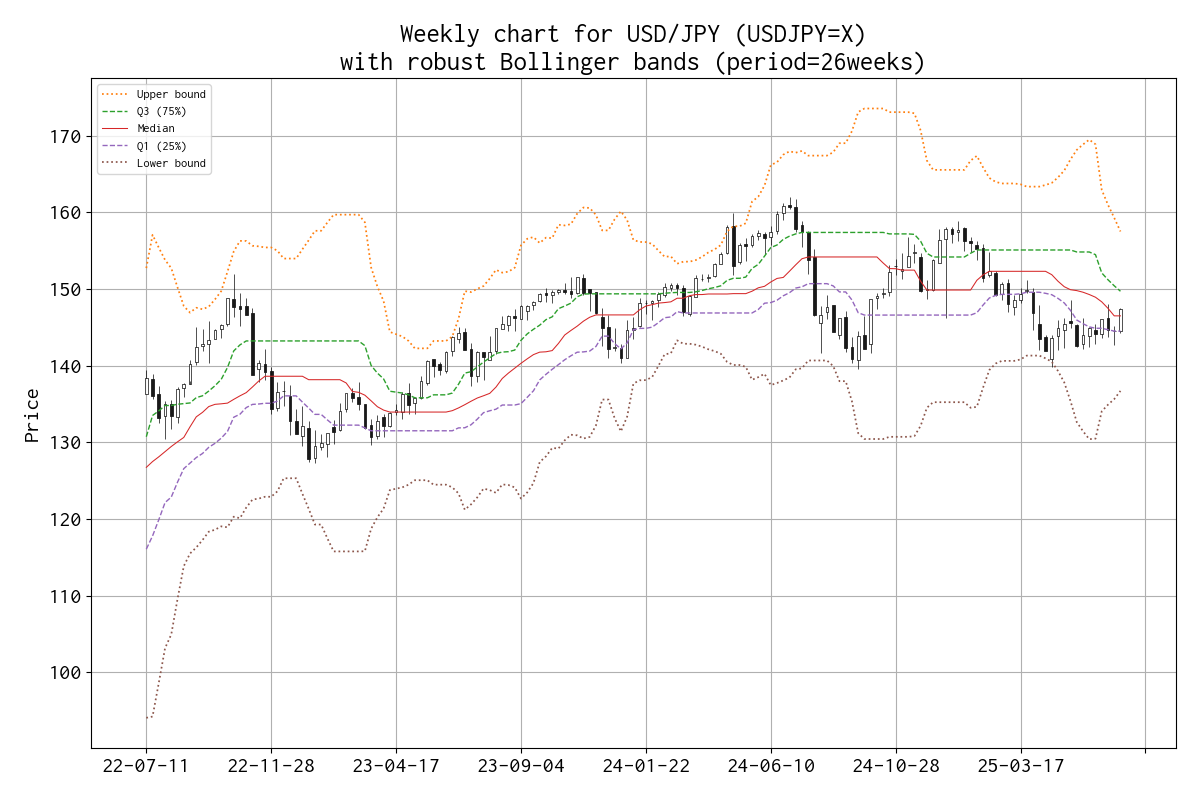 Weekly chart for USD/JPY (USDJPY=X)
with robust Bollinger bands (period=26weeks)
Upper bound
Q3 (75%)
Median
Q1 (25%)
Lower bound
170
160
150
140
130
120
110
100
Price
22-07-11
22-11-28
23-04-17
23-09-04
24-01-22
24-06-10
24-10-28
25-03-17